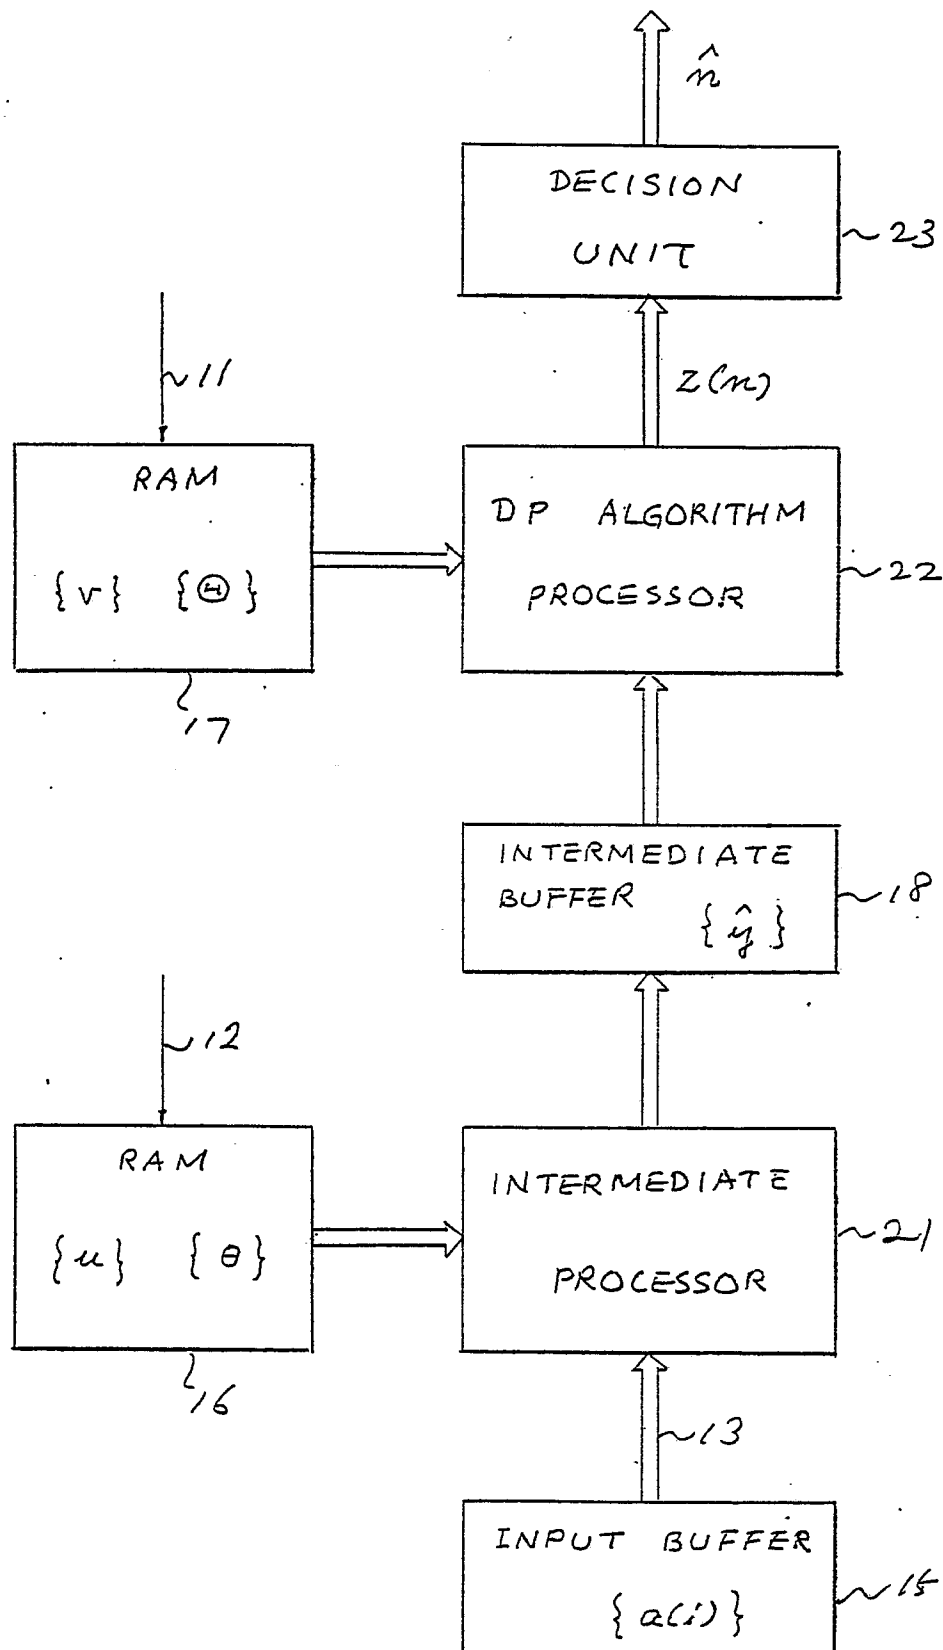 n̂
DECISION
UNIT
23
11
Z(n)
RAM
{v} {Θ}
17
DP ALGORITHM
PROCESSOR
22
INTERMEDIATE
BUFFER {ŷ}
18
12
RAM
{u} {θ}
16
INTERMEDIATE
PROCESSOR
21
13
INPUT BUFFER
{a(i)}
15